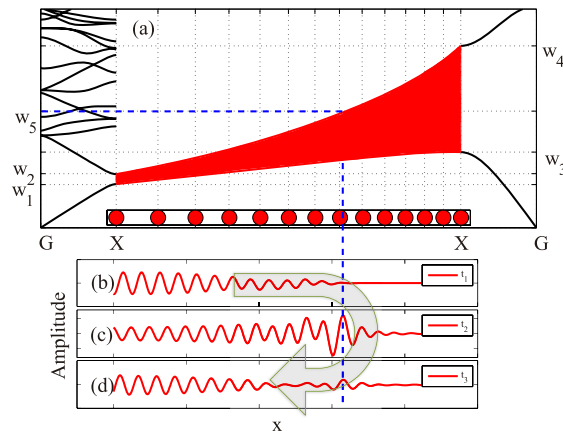 (a)
w4
w5
w3
w2
w1
G X X G
(b) t1
(c) t2
(d) t3
Amplitude
x